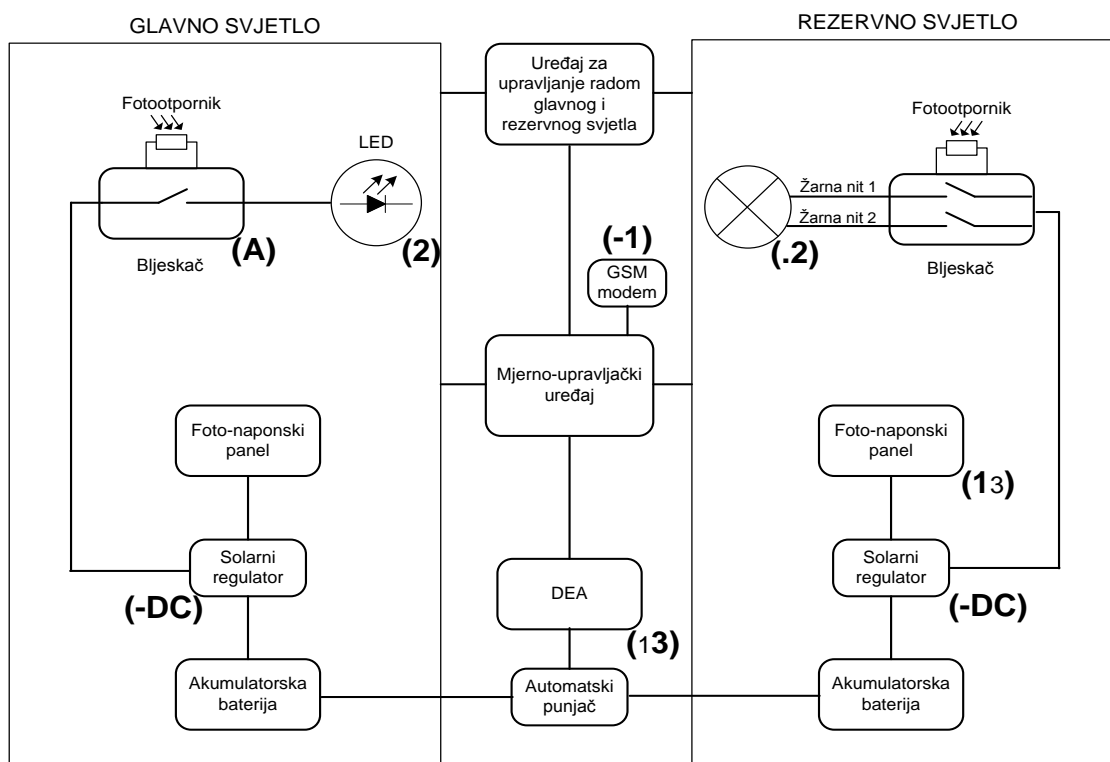 GLAVNO SVJETLO
REZERVNO SVJETLO
Uređaj za
upravljanje radom
glavnog i
rezervnog svjetla
Fotootpornik
LED
(A)
(2)
Bljeskač
Fotootpornik
Žarna nit 1
Žarna nit 2
(.2)
Bljeskač
(-1)
GSM
modem
Mjerno-upravljački
uređaj
Foto-naponski
panel
Foto-naponski
panel
(13)
Solarni
regulator
(-DC)
DEA
(13)
Solarni
regulator
(-DC)
Akumulatorska
baterija
Automatski
punjač
Akumulatorska
baterija